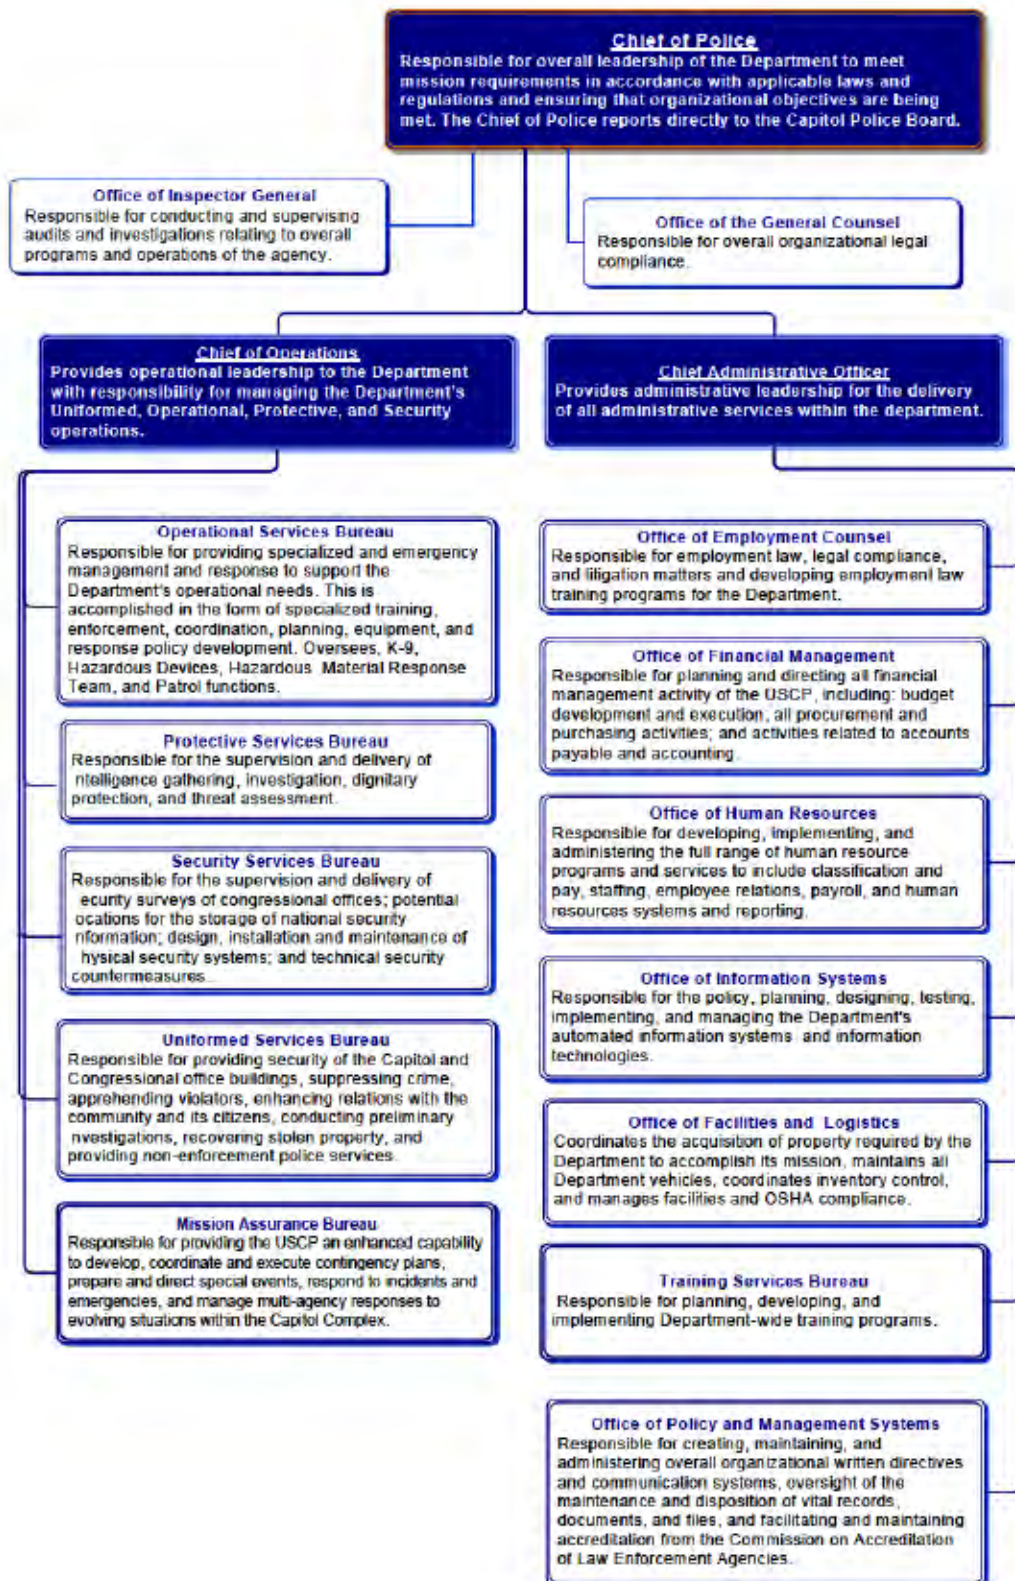 Chief of Police
Responsible for overall leadership of the Department to meet
mission requirements in accordance with applicable laws and
regulations and ensuring that organizational objectives are being
met. The Chief of Police reports directly to the Capitol Police Board.
Office of Inspector General
Responsible for conducting and supervising
audits and investigations relating to overall
programs and operations of the agency.
Office of the General Counsel
Responsible for overall organizational legal
compliance.
Chief of Operations
Provides operational leadership to the Department
with responsibility for managing the Department's
Uniformed, Operational, Protective, and Security
operations.
Chief Administrative Officer
Provides administrative leadership for the delivery
of all administrative services within the department.
Operational Services Bureau
Responsible for providing specialized and emergency
management and response to support the
Department's operational needs. This is
accomplished in the form of specialized training,
enforcement, coordination, planning, equipment, and
response policy development. Oversees, K-9,
Hazardous Devices, Hazardous Material Response
Team, and Patrol functions.
Protective Services Bureau
Responsible for the supervision and delivery of
ntelligence gathering, investigation, dignitary
protection, and threat assessment.
Security Services Bureau
Responsible for the supervision and delivery of
ecurity surveys of congressional offices; potential
ocations for the storage of national security
nformation; design, installation and maintenance of
hysical security systems; and technical security
countermeasures.
Uniformed Services Bureau
Responsible for providing security of the Capitol and
Congressional office buildings, suppressing crime,
apprehending violators, enhancing relations with the
community and its citizens, conducting preliminary
nvestigations, recovering stolen property, and
providing non-enforcement police services.
Mission Assurance Bureau
Responsible for providing the USCP an enhanced capability
to develop, coordinate and execute contingency plans,
prepare and direct special events, respond to incidents and
emergencies, and manage multi-agency responses to
evolving situations within the Capitol Complex.
Office of Employment Counsel
Responsible for employment law, legal compliance,
and litigation matters and developing employment law
training programs for the Department.
Office of Financial Management
Responsible for planning and directing all financial
management activity of the USCP, including: budget
development and execution, all procurement and
purchasing activities; and activities related to accounts
payable and accounting.
Office of Human Resources
Responsible for developing, implementing, and
administering the full range of human resource
programs and services to include classification and
pay, staffing, employee relations, payroll, and human
resources systems and reporting.
Office of Information Systems
Responsible for the policy, planning, designing, testing,
implementing, and managing the Department's
automated information systems and information
technologies.
Office of Facilities and Logistics
Coordinates the acquisition of property required by the
Department to accomplish its mission, maintains all
Department vehicles, coordinates inventory control,
and manages facilities and OSHA compliance.
Training Services Bureau
Responsible for planning, developing, and
implementing Department-wide training programs.
Office of Policy and Management Systems
Responsible for creating, maintaining, and
administering overall organizational written directives
and communication systems, oversight of the
maintenance and disposition of vital records,
documents, and files, and facilitating and maintaining
accreditation from the Commission on Accreditation
of Law Enforcement Agencies.